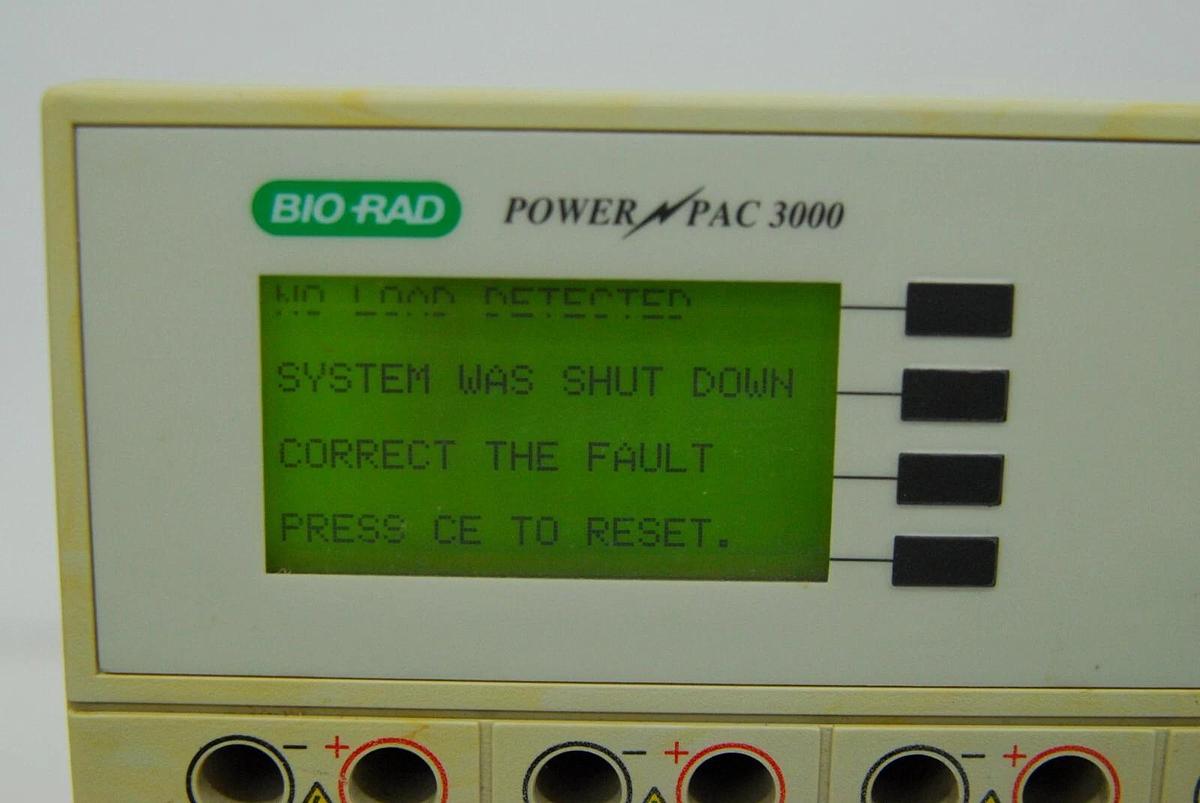 BIO-RAD POWER PAC 3000
NO LOAD DETECTED
SYSTEM WAS SHUT DOWN
CORRECT THE FAULT
PRESS CE TO RESET.
− + − + − +